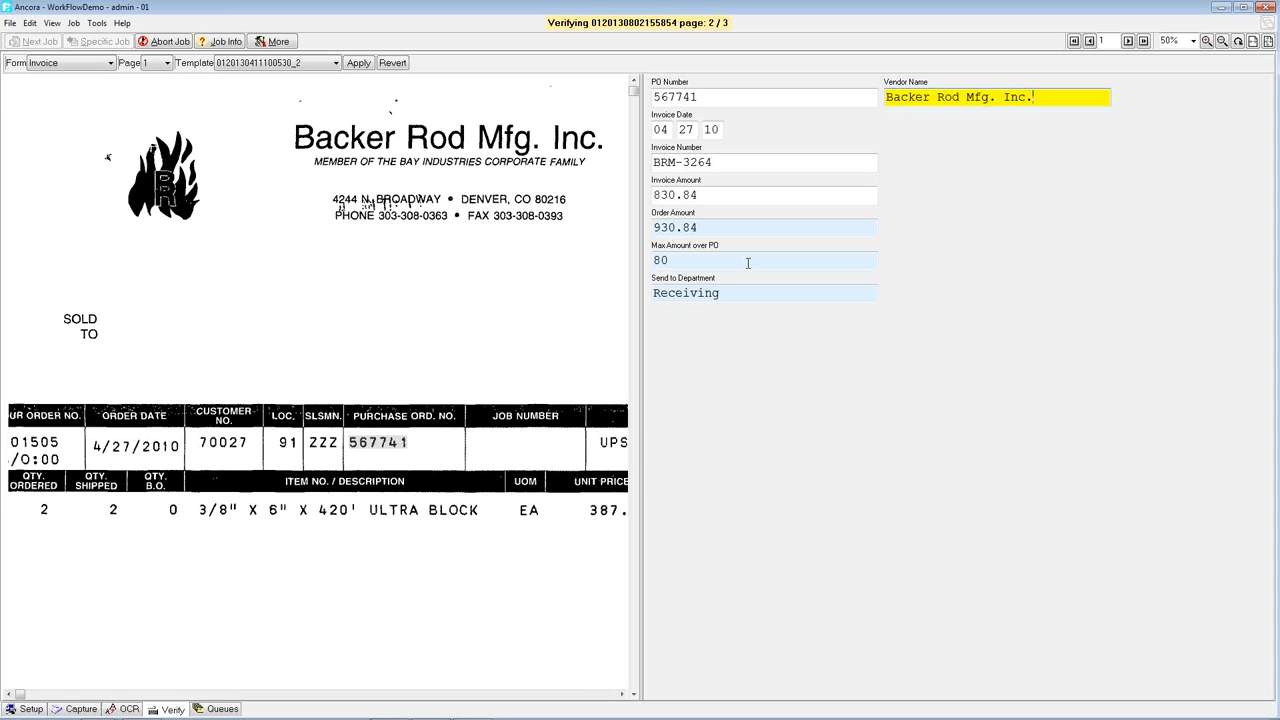 Ancora - WorkFlowDemo - admin - 01
File Edit View Job Tools Help
Verifying 0120130802155854 page: 2 / 3
Next Job Specific Job Abort Job Job Info More
1 50%
Form Invoice Page 1 Template 0120130411100530_2 Apply Revert
Backer Rod Mfg. Inc.
MEMBER OF THE BAY INDUSTRIES CORPORATE FAMILY
BR
4244 N. BROADWAY • DENVER, CO 80216
PHONE 303-308-0363 • FAX 303-308-0393
SOLD
TO
UR ORDER NO. ORDER DATE CUSTOMER NO. LOC. SLSMN. PURCHASE ORD. NO. JOB NUMBER
01505 4/27/2010 70027 91 ZZZ 567741 UPS
/O:00
QTY. ORDERED QTY. SHIPPED QTY. B.O. ITEM NO. / DESCRIPTION UOM UNIT PRICE
2 2 0 3/8" X 6" X 420' ULTRA BLOCK EA 387.
PO Number Vendor Name
567741 Backer Rod Mfg. Inc.
Invoice Date
04 27 10
Invoice Number
BRM-3264
Invoice Amount
830.84
Order Amount
930.84
Max Amount over PO
80
Send to Department
Receiving
Setup Capture OCR Verify Queues